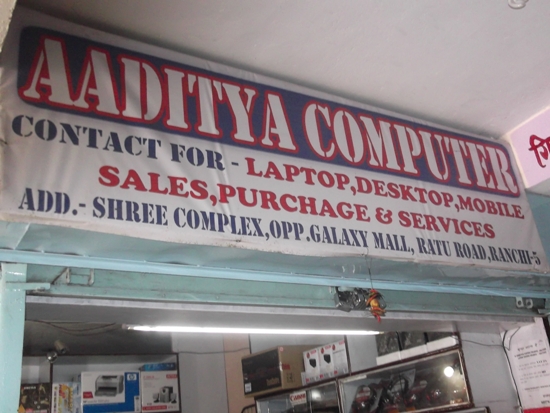 AADITYA COMPUTER
CONTACT FOR - LAPTOP,DESKTOP,MOBILE
SALES,PURCHAGE & SERVICES
ADD.- SHREE COMPLEX,OPP.GALAXY MALL, RATU ROAD,RANCHI-5
Canon